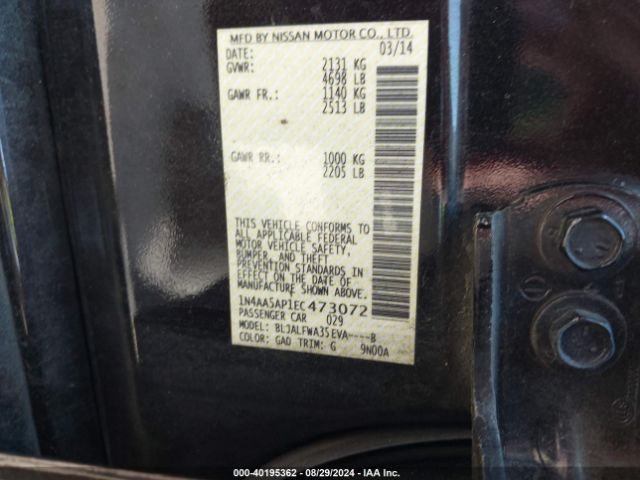 MFD BY NISSAN MOTOR CO., LTD.
DATE: 03/14
GVWR: 2131 KG
4698 LB
GAWR FR.: 1140 KG
2513 LB
GAWR RR.: 1000 KG
2205 LB
THIS VEHICLE CONFORMS TO
ALL APPLICABLE FEDERAL
MOTOR VEHICLE SAFETY,
BUMPER, AND THEFT
PREVENTION STANDARDS IN
EFFECT ON THE DATE OF
MANUFACTURE SHOWN ABOVE.
1N4AA5AP1EC473072
PASSENGER CAR 029
MODEL: BLJALFWA35EVA----B
COLOR: GAD TRIM: G 9N00A
000-40195362 - 08/29/2024 - IAA Inc.